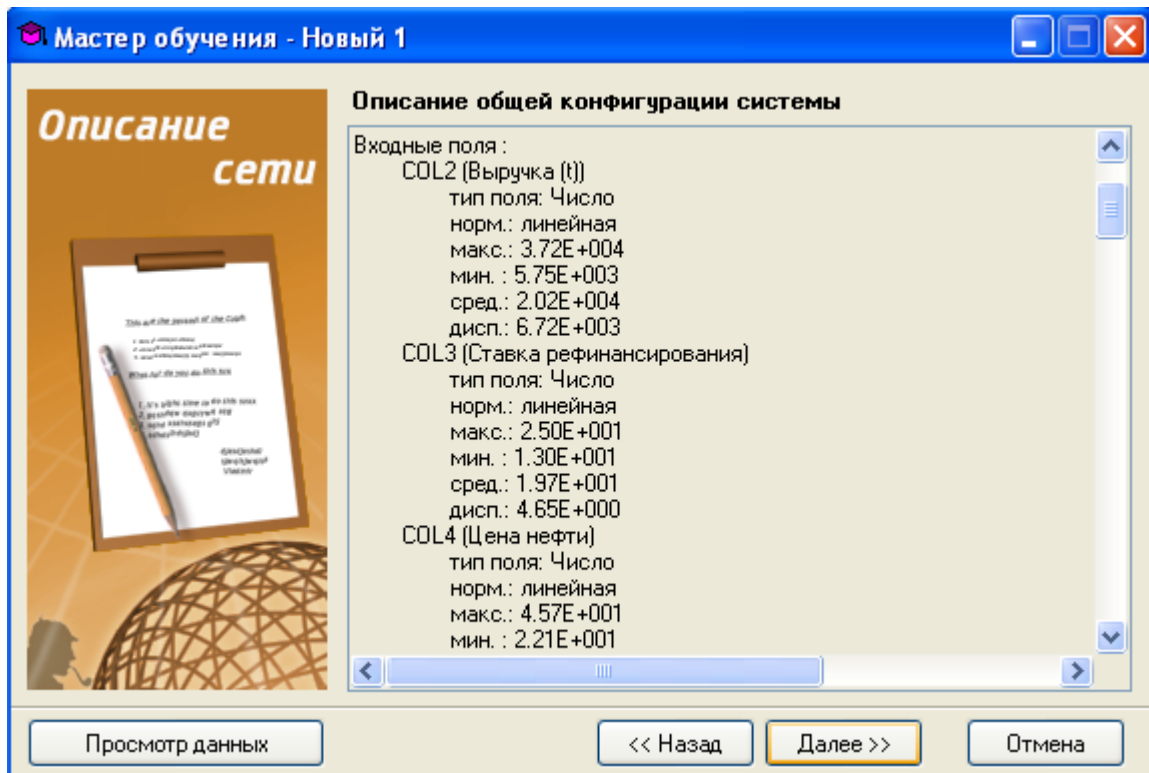 Мастер обучения - Новый 1
Описание
сети
Описание общей конфигурации системы
Входные поля :
COL2 (Выручка (t))
тип поля: Число
норм.: линейная
макс.: 3.72E+004
мин. : 5.75E+003
сред.: 2.02E+004
дисп.: 6.72E+003
COL3 (Ставка рефинансирования)
тип поля: Число
норм.: линейная
макс.: 2.50E+001
мин. : 1.30E+001
сред.: 1.97E+001
дисп.: 4.65E+000
COL4 (Цена нефти)
тип поля: Число
норм.: линейная
макс.: 4.57E+001
мин. : 2.21E+001
Просмотр данных
<< Назад
Далее >>
Отмена